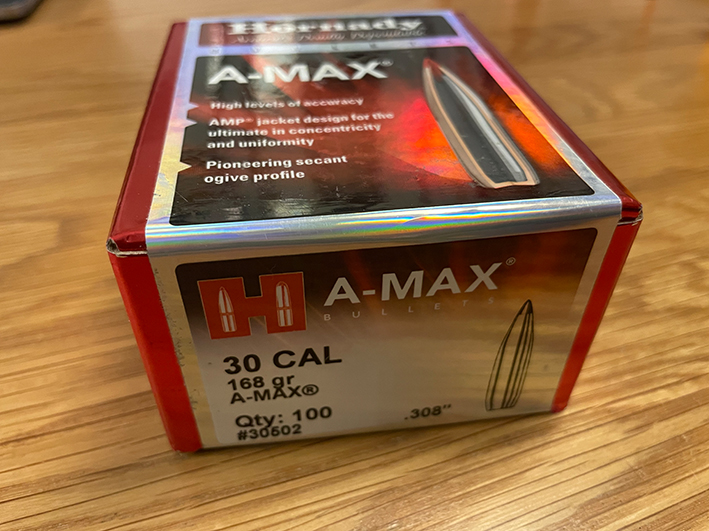 Hornady
BULLETS
A-MAX®
High levels of accuracy
AMP® jacket design for the
ultimate in concentricity
and uniformity
Pioneering secant
ogive profile
H A-MAX®
BULLETS
30 CAL
168 gr
A-MAX®
Qty: 100
.308"
#30502